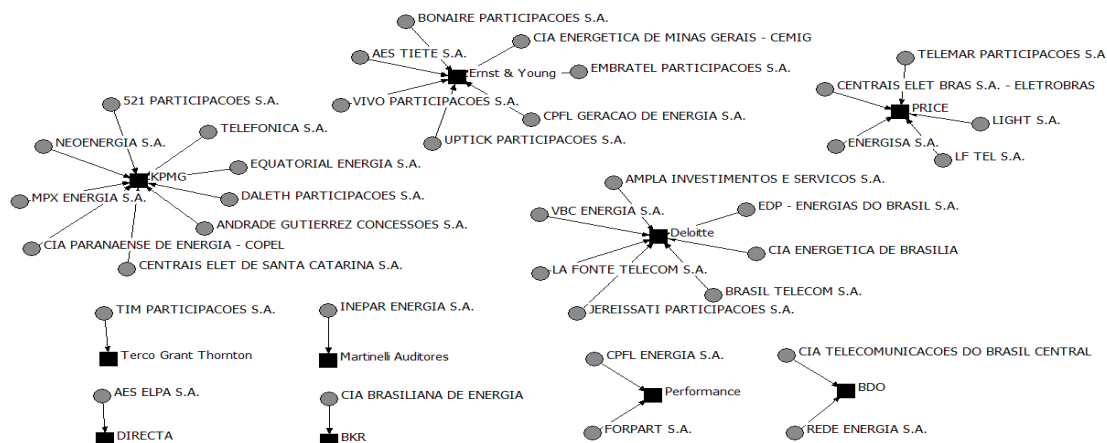 BONAIRE PARTICIPACOES S.A.
CIA ENERGETICA DE MINAS GERAIS - CEMIG
AES TIETE S.A.
Ernst & Young
EMBRATEL PARTICIPACOES S.A.
VIVO PARTICIPACOES S.A.
CPFL GERACAO DE ENERGIA S.A.
UPTICK PARTICIPACOES S.A.
TELEMAR PARTICIPACOES S.A
CENTRAIS ELET BRAS S.A. - ELETROBRAS
PRICE
LIGHT S.A.
ENERGISA S.A.
LF TEL S.A.
521 PARTICIPACOES S.A.
TELEFONICA S.A.
NEOENERGIA S.A.
EQUATORIAL ENERGIA S.A.
KPMG
MPX ENERGIA S.A.
DALETH PARTICIPACOES S.A.
ANDRADE GUTIERREZ CONCESSOES S.A.
CIA PARANAENSE DE ENERGIA - COPEL
CENTRAIS ELET DE SANTA CATARINA S.A.
AMPLA INVESTIMENTOS E SERVICOS S.A.
VBC ENERGIA S.A.
EDP - ENERGIAS DO BRASIL S.A.
Deloitte
CIA ENERGETICA DE BRASILIA
LA FONTE TELECOM S.A.
BRASIL TELECOM S.A.
JEREISSATI PARTICIPACOES S.A.
TIM PARTICIPACOES S.A.
Terco Grant Thornton
INEPAR ENERGIA S.A.
Martinelli Auditores
CPFL ENERGIA S.A.
Performance
FORPART S.A.
CIA TELECOMUNICACOES DO BRASIL CENTRAL
BDO
REDE ENERGIA S.A.
AES ELPA S.A.
DIRECTA
CIA BRASILIANA DE ENERGIA
BKR